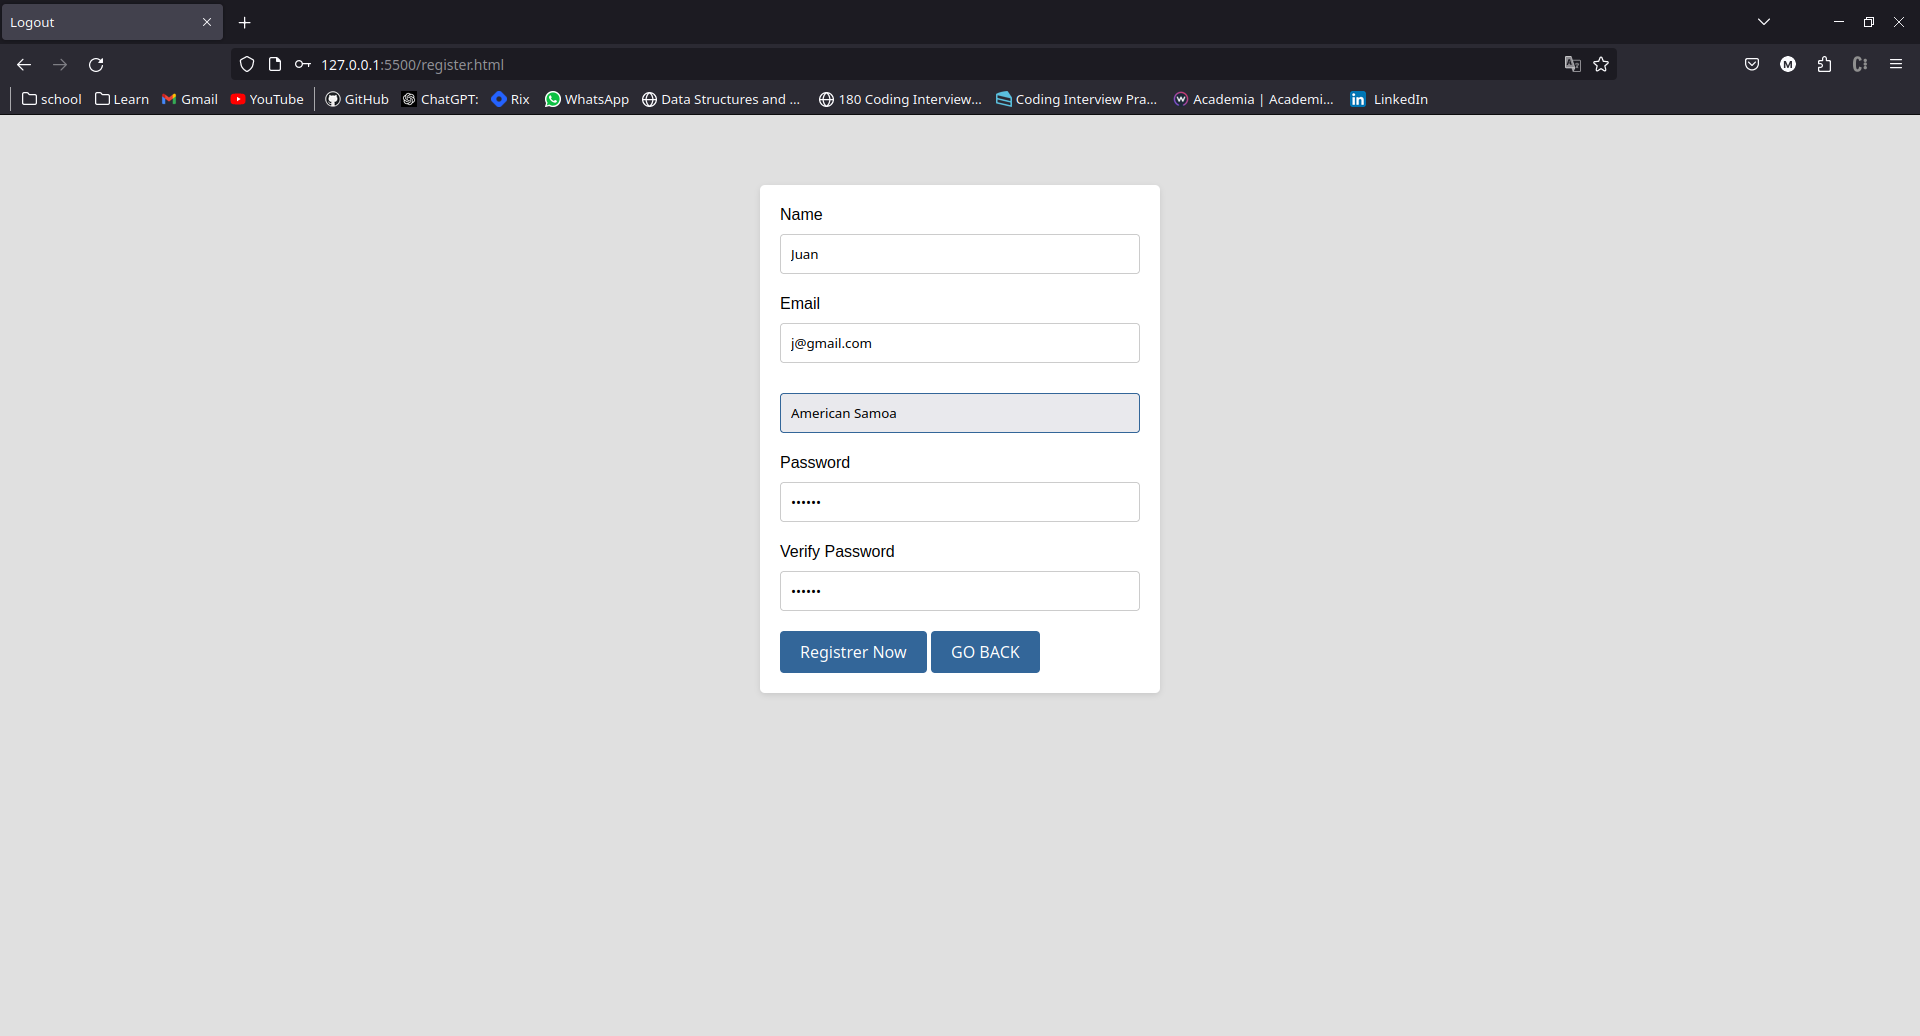 Logout
127.0.0.1:5500/register.html
school Learn Gmail YouTube GitHub ChatGPT: Rix WhatsApp Data Structures and ... 180 Coding Interview... Coding Interview Pra... Academia | Academi... LinkedIn
Name
Juan
Email
j@gmail.com
American Samoa
Password
••••••
Verify Password
••••••
Registrer Now GO BACK